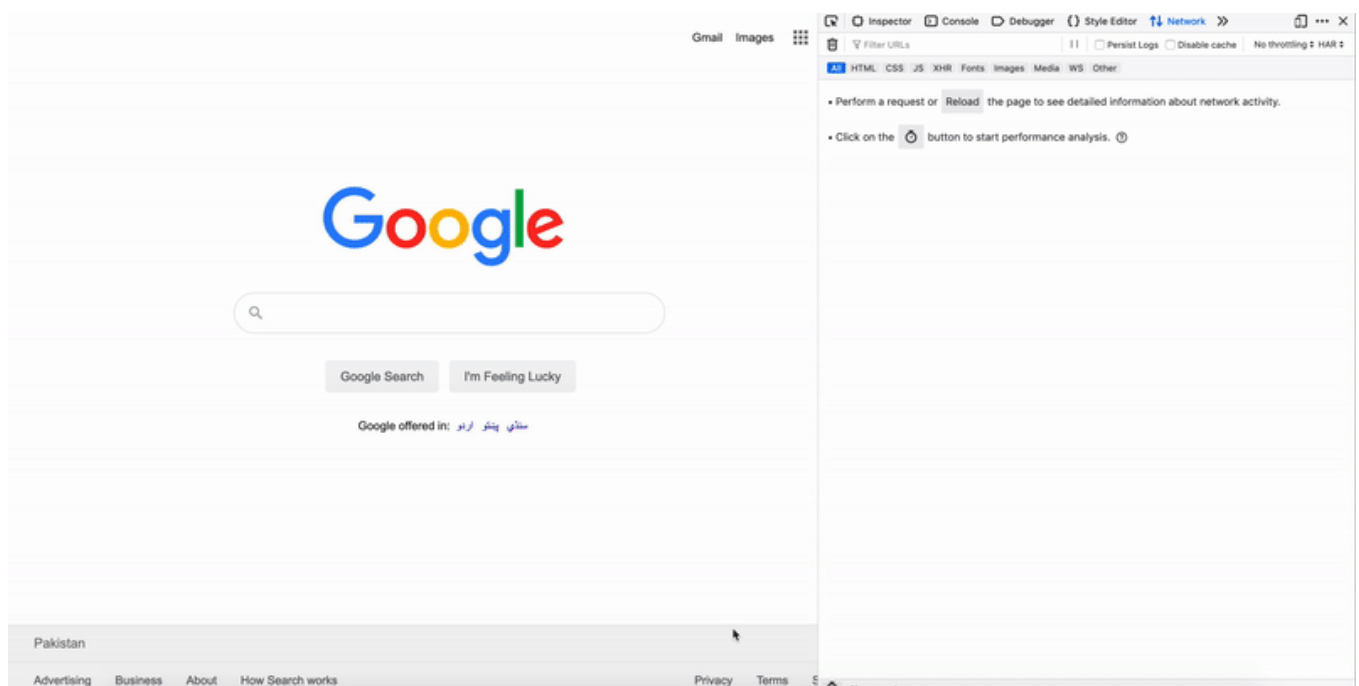 Gmail Images
Google
Google Search I'm Feeling Lucky
Google offered in: اردو پښتو سنڌي
Pakistan
Advertising Business About How Search works Privacy Terms
Inspector Console Debugger {} Style Editor Network
Filter URLs Persist Logs Disable cache No throttling HAR
All HTML CSS JS XHR Fonts Images Media WS Other
• Perform a request or Reload the page to see detailed information about network activity.
• Click on the button to start performance analysis.